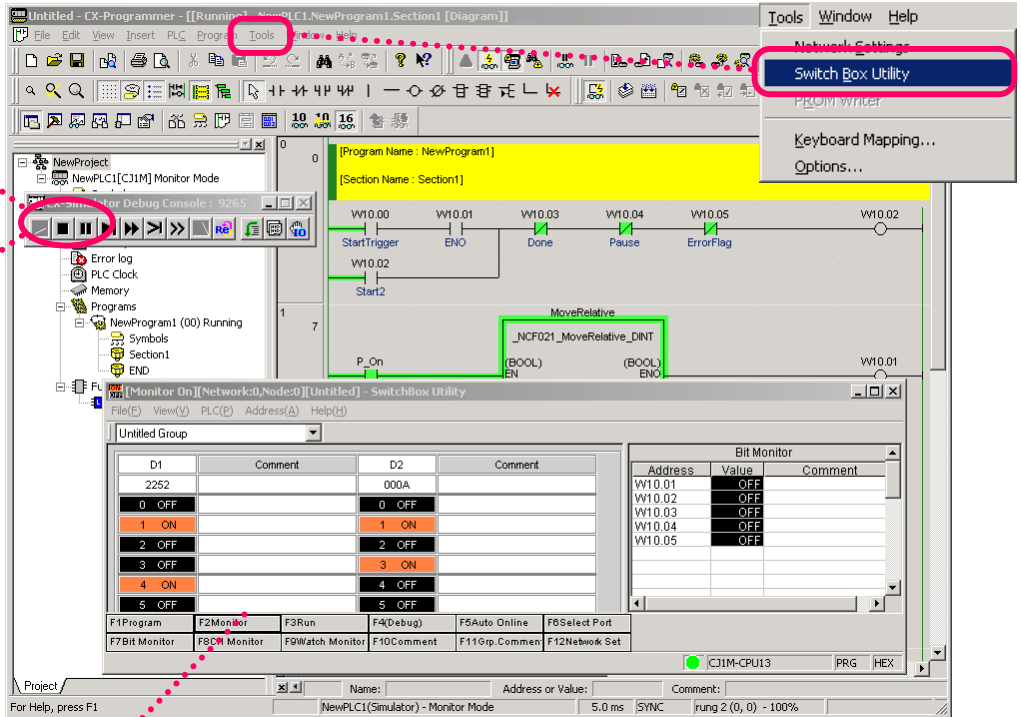 Untitled - CX-Programmer - [[Running] - NewPLC1.NewProgram1.Section1 [Diagram]]
File Edit View Insert PLC Program Tools Window Help
Tools Window Help
Network Settings
Switch Box Utility
PROM Writer
Keyboard Mapping...
Options...
10 10 16
NewProject
NewPLC1[CJ1M] Monitor Mode
CX-Simulator Debug Console : 9265
Error log
PLC Clock
Memory
Programs
NewProgram1 (00) Running
Symbols
Section1
END
0
0
[Program Name : NewProgram1]
[Section Name : Section1]
W10.00 W10.01 W10.03 W10.04 W10.05 W10.02
StartTrigger ENO Done Pause ErrorFlag
W10.02
Start2
1
7
MoveRelative
_NCF021_MoveRelative_DINT
P_On (BOOL) (BOOL) W10.01
EN ENO
[Monitor On][Network:0,Node:0][Untitled] - SwitchBox Utility
File(F) View(V) PLC(P) Address(A) Help(H)
Untitled Group
D1 Comment D2 Comment
2252 000A
0 OFF 0 OFF
1 ON 1 ON
2 OFF 2 OFF
3 OFF 3 ON
4 ON 4 OFF
5 OFF 5 OFF
Bit Monitor
Address Value Comment
W10.01 OFF
W10.02 OFF
W10.03 OFF
W10.04 OFF
W10.05 OFF
F1Program F2Monitor F3Run F4(Debug) F5Auto Online F6Select Port
F7Bit Monitor F8CH Monitor F9Watch Monitor F10Comment F11Grp.Commen F12Network Set
CJ1M-CPU13 PRG HEX
Project
Name: Address or Value: Comment:
For Help, press F1 NewPLC1(Simulator) - Monitor Mode 5.0 ms SYNC rung 2 (0, 0) - 100%